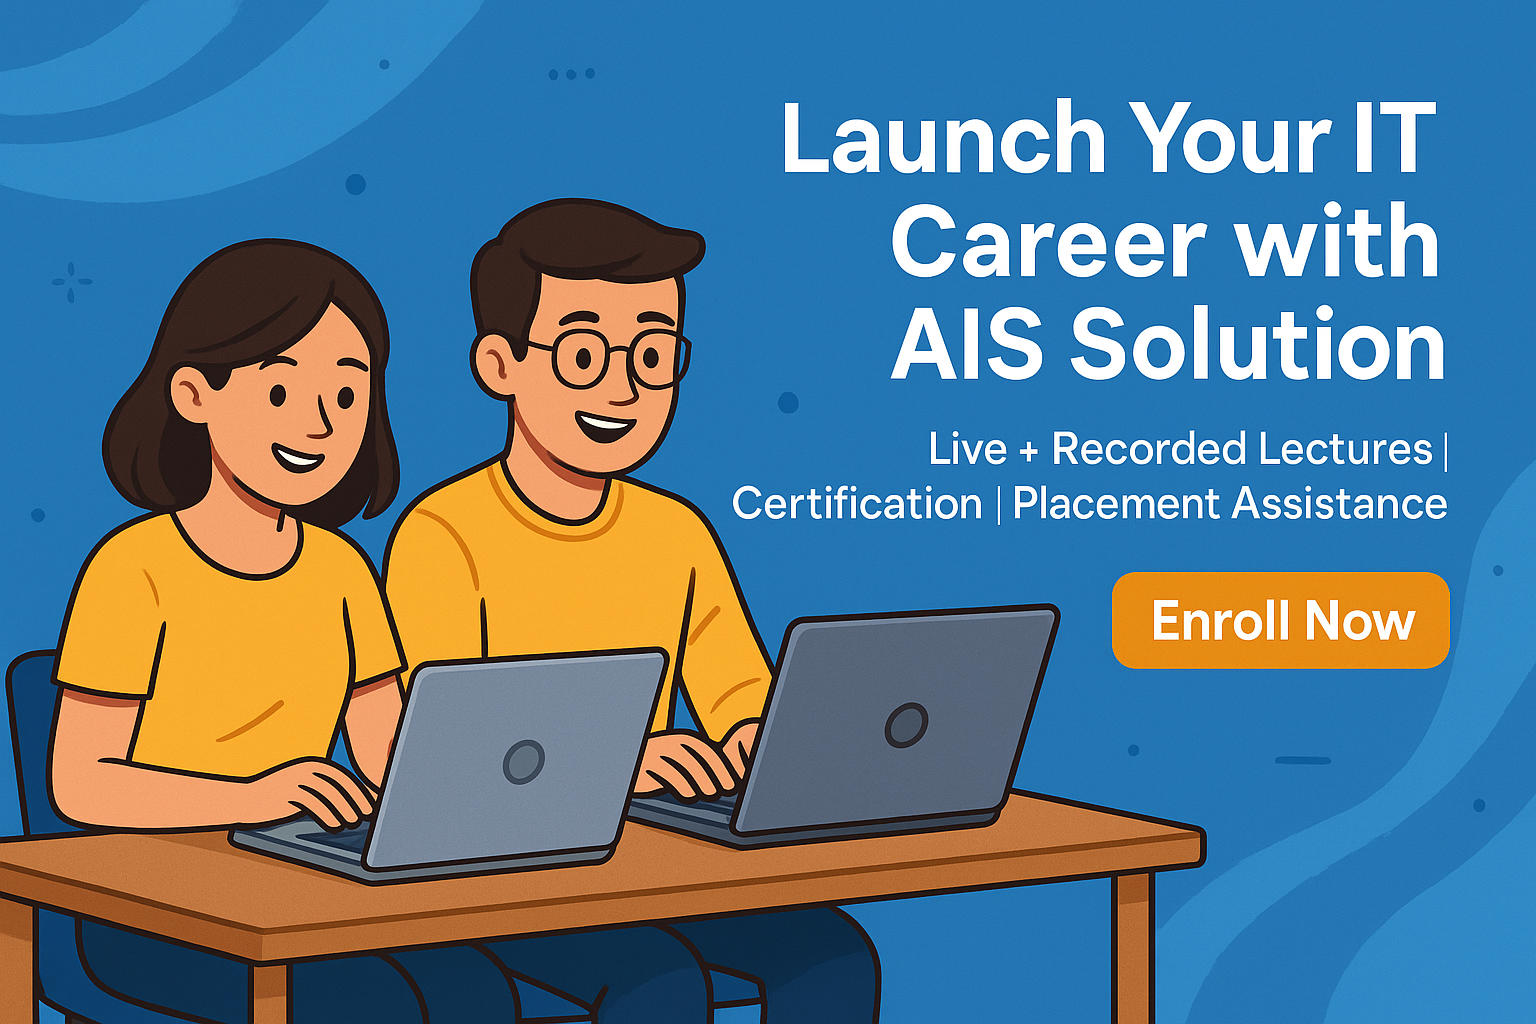 Launch Your IT
Career with
AIS Solution
Live + Recorded Lectures |
Certification | Placement Assistance
Enroll Now